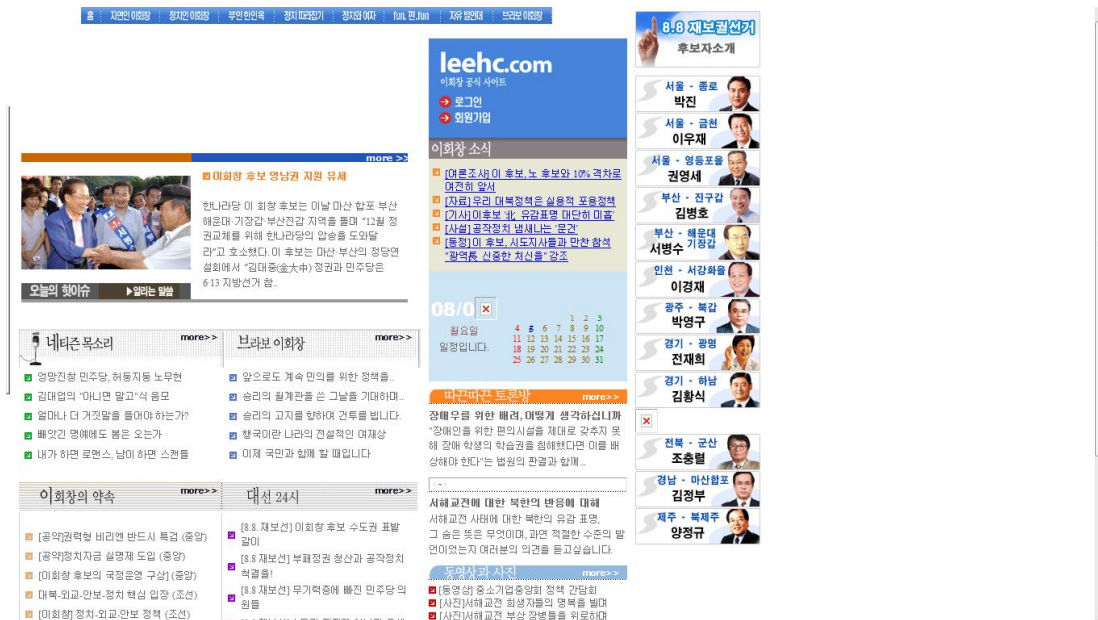 홈
자연인 이회창
정치인 이회창
부인 한인옥
정치 따라잡기
정치와 여자
fun, 펀, fun
자유 발언대
브라보 이회창
more >>
이회창 후보 영남권 지원 유세
한나라당 이 회창 후보는 이날 마산 합포·부산
해운대·기장갑·부산진갑 지역을 돌며 "12월 정
권교체를 위해 한나라당의 압승을 도와달
라"고 호소했다. 이 후보는 마산·부산의 정당연
설회에서 "김대중(金大中) 정권과 민주당은
6·13 지방선거 참..
오늘의 핫이슈
▶알리는 말씀
네티즌 목소리
more>>
엉망진창 민주당, 허둥지둥 노무현
김대업의 "아니면 말고"식 음모
얼마나 더 거짓말을 들어야 하는가?
빼앗긴 명예에도 봄은 오는가
내가 하면 로맨스, 남이 하면 스캔들
브라보 이회창
more>>
앞으로도 계속 민의를 위한 정책을..
승리의 월계관을 쓴 그날을 기대하며..
승리의 고지를 향하여 건투를 빕니다.
행국이란 나라의 전설적인 여재상
이제 국민과 함께 할 때입니다
이회창의 약속
more>>
[공약]권력형 비리엔 반드시 특검 (중앙)
[공약]정치자금 실명제 도입 (중앙)
[이회창 후보의 국정운영 구상] (중앙)
대북-외교-안보-정치 핵심 입장 (조선)
[이회창] 정치-외교-안보 정책 (조선)
대선 24시
more>>
[8.8. 재보선] 이회창 후보 수도권 표밭
갈이
[8.8 재보선] 부패정권 청산과 공작정치
척결을!
[8.8 재보선] 무기력증에 빠진 민주당 의
원들
leehc.com
이회창 공식 사이트
로그인
회원가입
이회창 소식
[여론조사] 이 후보, 노 후보와 10% 격차로
여전히 앞서
[자료] 우리 대북정책은 실용적 포용정책
[기사] 이후보 '北, 유감표명 대단히 미흡'
[사설] 공작정치 냄새나는 '문건'
[동정] 이 후보, 시도지사들과 만찬 참석
"광역長 신중한 처신을" 강조
08/0
월요일
일정입니다.
1 2 3
4 5 6 7 8 9 10
11 12 13 14 15 16 17
18 19 20 21 22 23 24
25 26 27 28 29 30 31
따끈따끈 토론방
more>>
장애우를 위한 배려, 어떻게 생각하십니까
"장애인을 위한 편의시설을 제대로 갖추지 못
해 장애 학생의 학습권을 침해했다면 이를 배
상해야 한다"는 법원의 판결과 함께...
서해교전에 대한 북한의 반응에 대해
서해교전 사태에 대한 북한의 유감 표명,
그 숨은 뜻은 무엇이며, 과연 적절한 수준의 발
언이었는지 여러분의 의견을 듣고싶습니다.
동영상과 사진
more>>
[동영상] 중소기업중앙회 정책 간담회
[사진]서해교전 희생자들의 명복을 빌며
[사진]서해교전 부상 장병들을 위로하며
8.8 재보궐선거
후보자소개
서울 - 종로
박진
서울 - 금천
이우재
서울 - 영등포을
권영세
부산 - 진구갑
김병호
부산 - 해운대
기장갑
서병수
인천 - 서강화을
이경재
광주 - 북갑
박영구
경기 - 광명
전재희
경기 - 하남
김황식
전북 - 군산
조충렬
경남 - 마산합포
김정부
제주 - 북제주
양정규